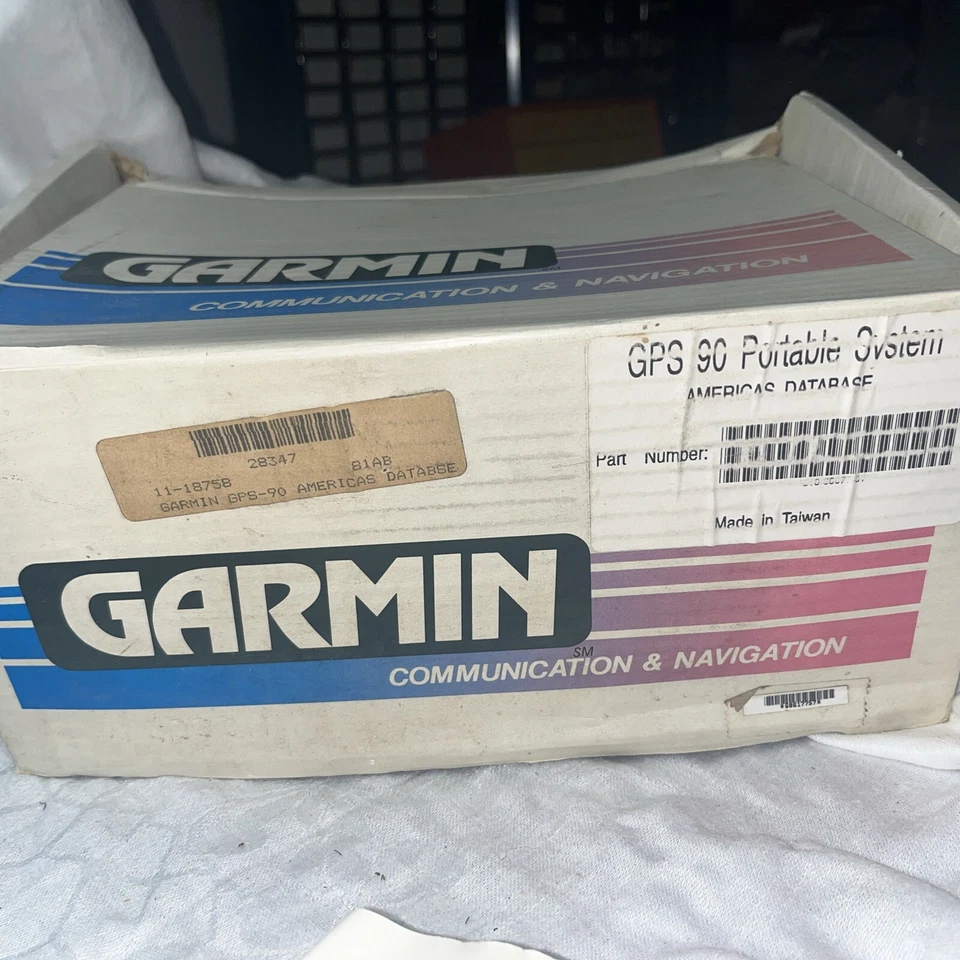 GARMIN
COMMUNICATION & NAVIGATION
GPS 90 Portable System
AMERICAS DATABASE
Part Number:
Made in Taiwan
28347 81AB
11-18758
GARMIN GPS-90 AMERICAS DATABSE
GARMIN
SM
COMMUNICATION & NAVIGATION